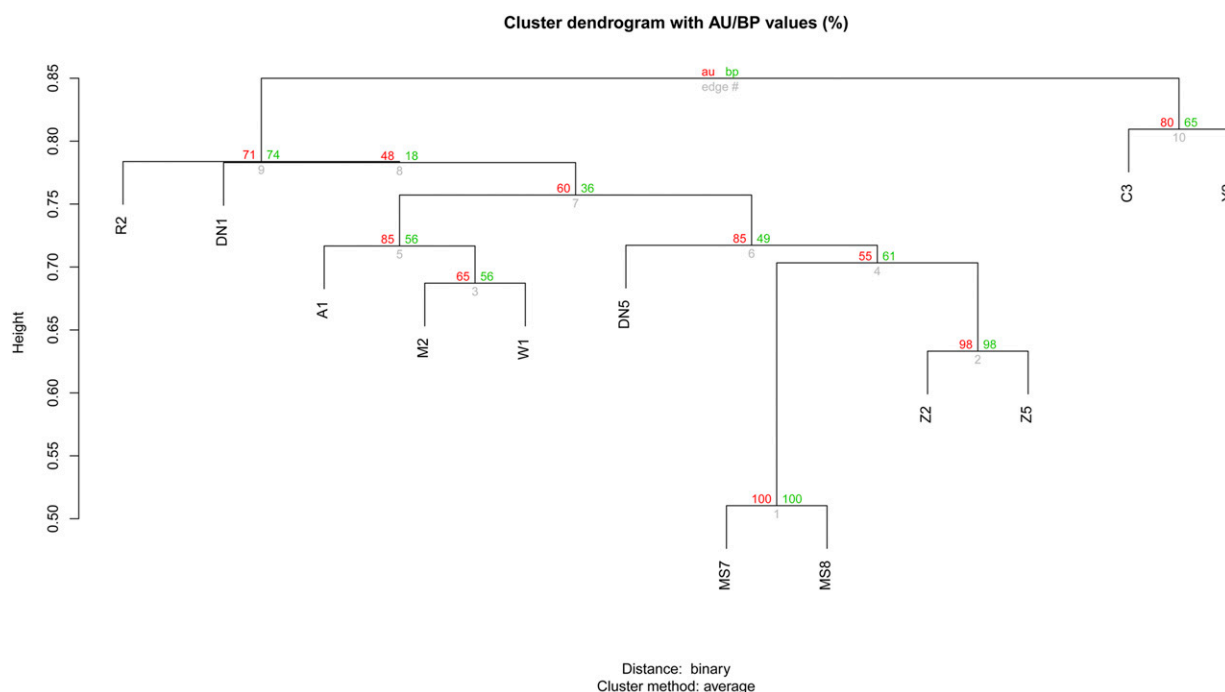 Cluster dendrogram with AU/BP values (%)
au bp
edge #
0.85
0.80
0.75
0.70
0.65
0.60
0.55
0.50
Height
80 65
10
71 74
9
48 18
8
60 36
7
85 56
5
85 49
6
55 61
4
65 56
3
98 98
2
100 100
1
R2
DN1
A1
M2
W1
DN5
MS7
MS8
Z2
Z5
C3
Distance: binary
Cluster method: average